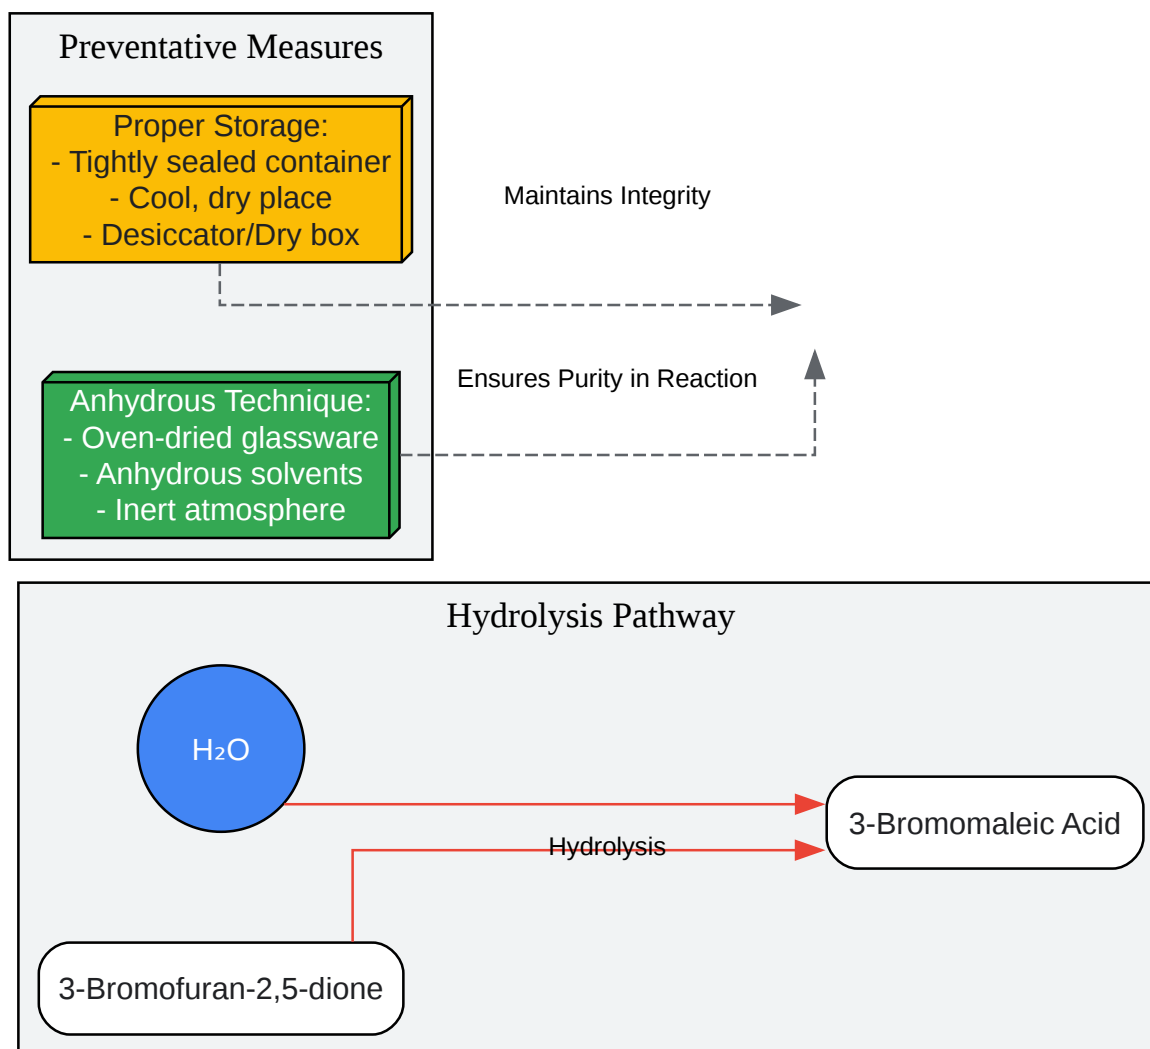 Preventative Measures
Proper Storage:
- Tightly sealed container
- Cool, dry place
- Desiccator/Dry box
Maintains Integrity
Ensures Purity in Reaction
Anhydrous Technique:
- Oven-dried glassware
- Anhydrous solvents
- Inert atmosphere
Hydrolysis Pathway
H₂O
3-Bromomaleic Acid
Hydrolysis
3-Bromofuran-2,5-dione